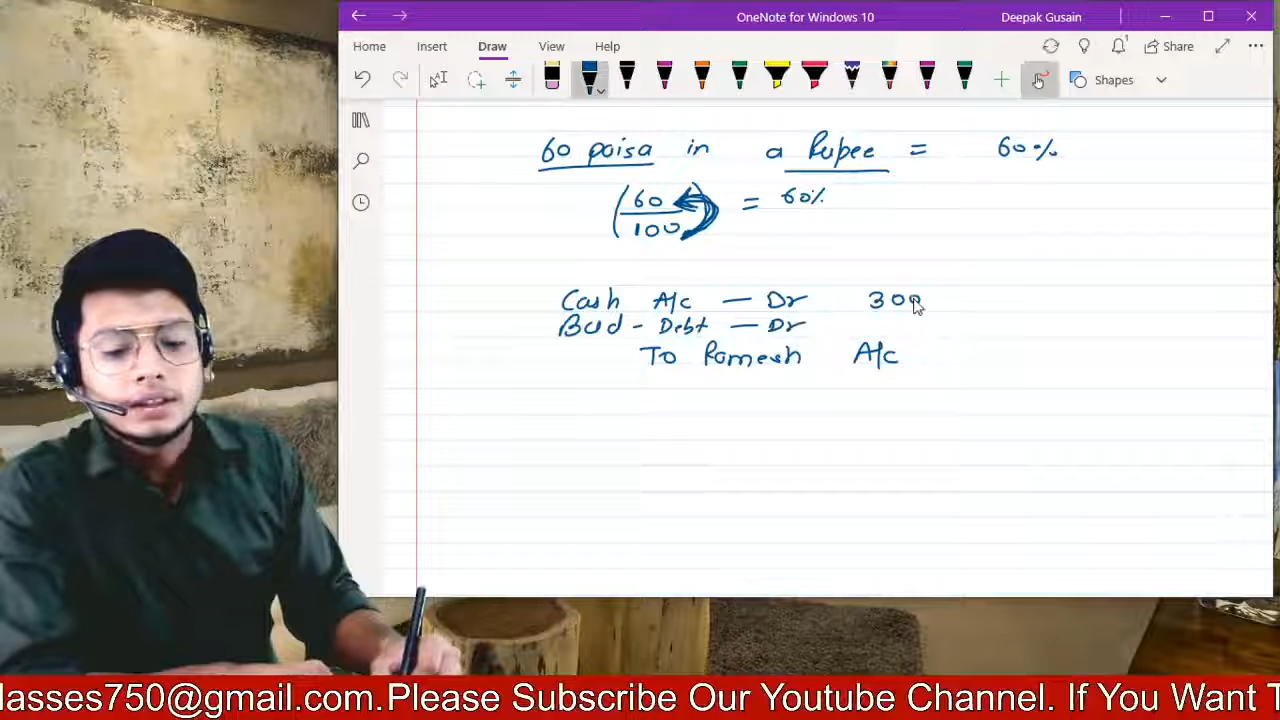 OneNote for Windows 10
Deepak Gusain
Home Insert Draw View Help
1
Share
AI
Shapes
60 paisa in a Rupee = 60%
60
100
= 60%
Cash A/c — Dr 300
Bad - Debt — Dr
To Ramesh A/c
lasses750@gmail.com.Please Subscribe Our Youtube Channel. If You Want T